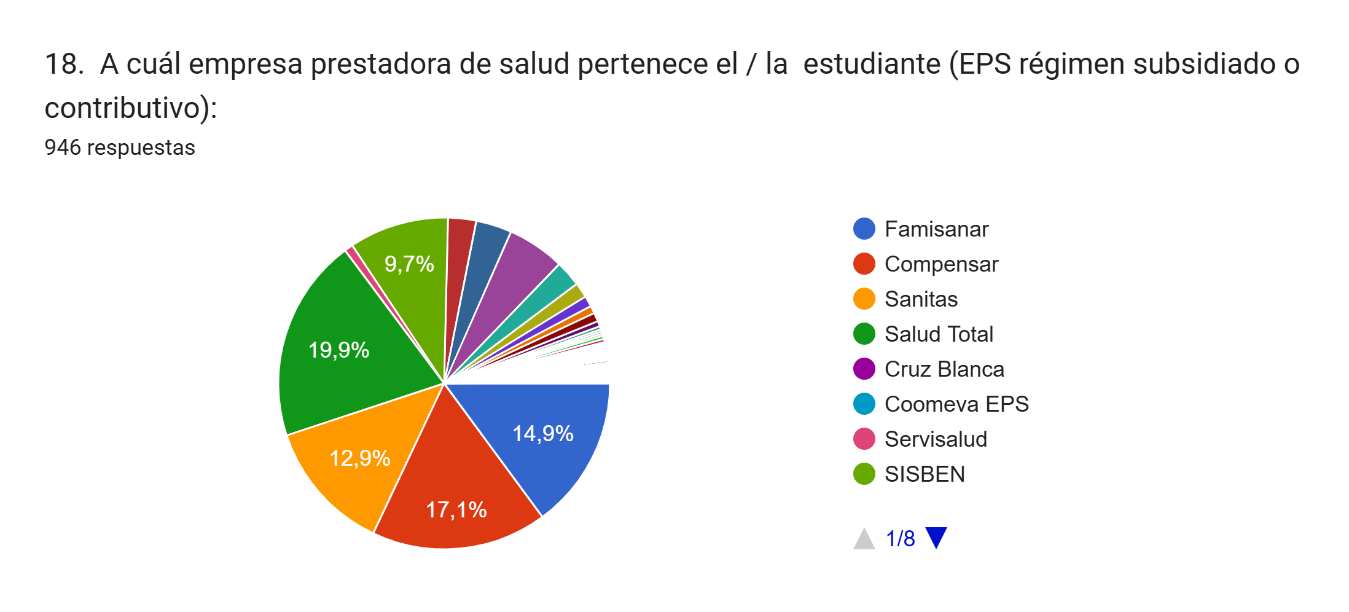 18.  A cuál empresa prestadora de salud pertenece el / la  estudiante (EPS régimen subsidiado o
contributivo):
946 respuestas
9,7%
19,9%
12,9%
17,1%
14,9%
Famisanar
Compensar
Sanitas
Salud Total
Cruz Blanca
Coomeva EPS
Servisalud
SISBEN
1/8